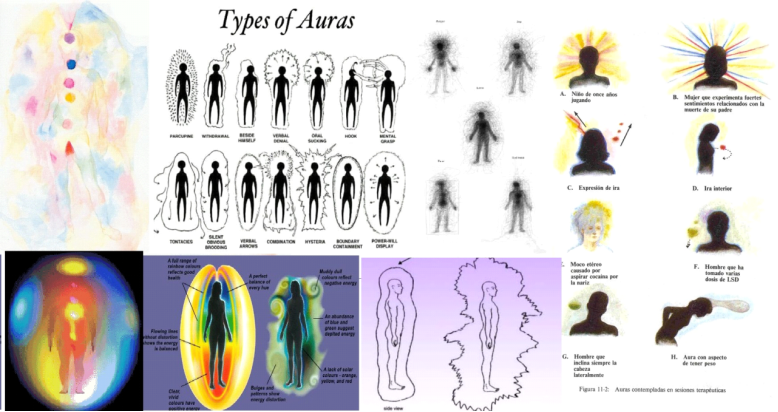 Types of Auras
PORCUPINE
WITHDRAWAL
BESIDE
HIMSELF
VERBAL
DENIAL
ORAL
SUCKING
HOOK
MENTAL
GRASP
TENTACLES
SILENT
OBVIOUS
BROODING
VERBAL
ARROWS
COMBINATION
HYSTERIA
BOUNDARY
CONTAINMENT
POWER-WILL
DISPLAY
A. Niño de once años
jugando
B. Mujer que experimenta fuertes
sentimientos relacionados con la
muerte de su padre
C. Expresión de ira
D. Ira interior
Moco etéreo
causado por
aspirar cocaína por
la nariz
F. Hombre que ha
tomado varias
dosis de LSD
G. Hombre que
inclina siempre la
cabeza
lateralmente
H. Aura con aspecto
de tener peso
Figura 11-2: Auras contempladas en sesiones terapéuticas
A full range of
rainbow colours
reflects good
health
A perfect
balance of
every hue
Flowing lines
without distortion
shows the energy
is balanced
Clear
vivid
colours have
positive energy
Muddy dull
colours reflect
negative energy
An abundance
of blue and
green suggest
depleted energy
A lack of solar
colours - orange,
yellow, and red
Bulges and
patterns show
energy distortion
side view